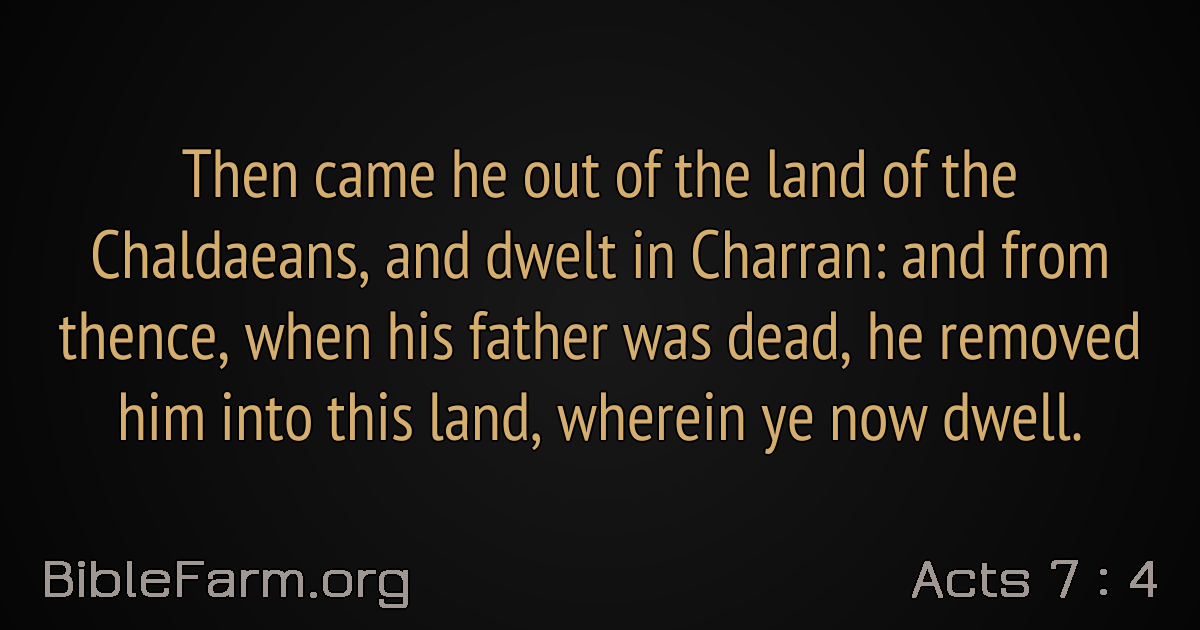 Then came he out of the land of the
Chaldaeans, and dwelt in Charran: and from
thence, when his father was dead, he removed
him into this land, wherein ye now dwell.
BibleFarm.org
Acts 7 : 4